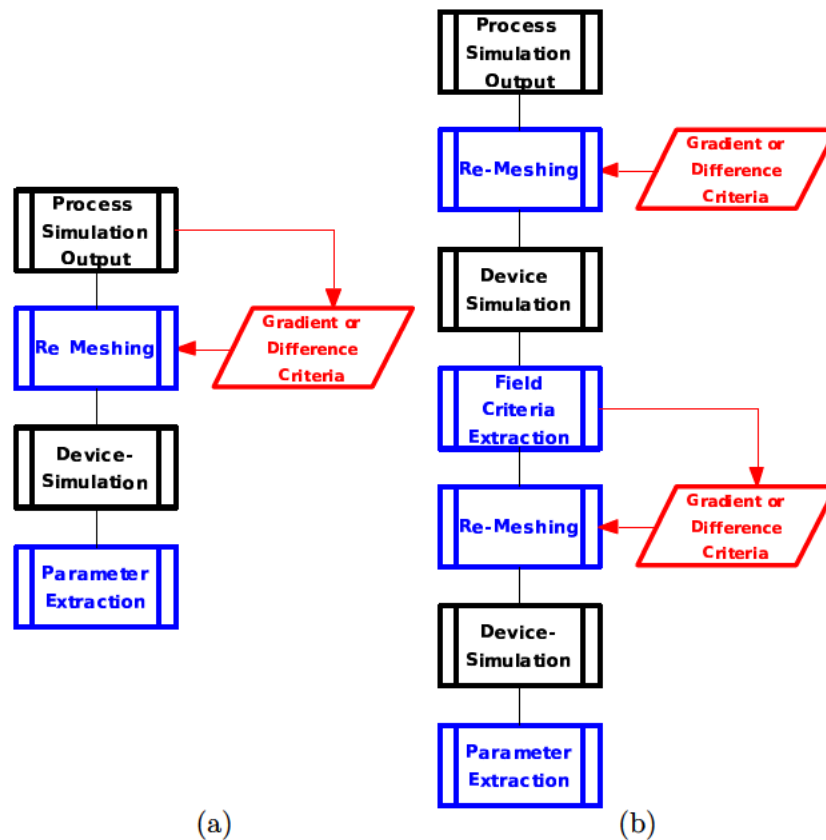 Process
Simulation
Output
Re Meshing
Gradient or
Difference
Criteria
Device-
Simulation
Parameter
Extraction
(a)
Process
Simulation
Output
Re-Meshing
Gradient or
Difference
Criteria
Device
Simulation
Field
Criteria
Extraction
Re-Meshing
Gradient or
Difference
Criteria
Device-
Simulation
Parameter
Extraction
(b)